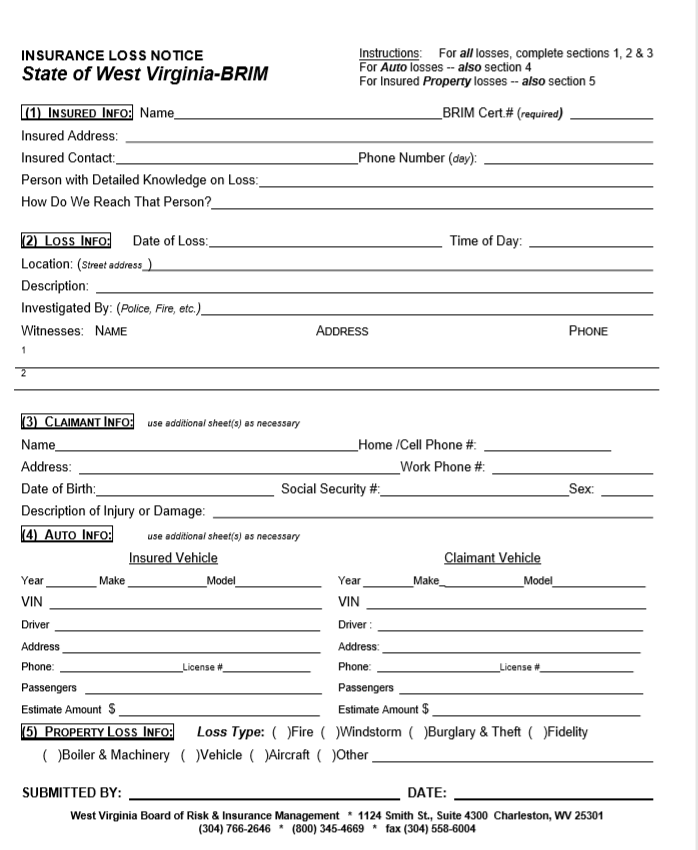 INSURANCE LOSS NOTICE
State of West Virginia-BRIM
Instructions: For all losses, complete sections 1, 2 & 3
For Auto losses -- also section 4
For Insured Property losses -- also section 5
(1) INSURED INFO: Name BRIM Cert.# (required)
Insured Address:
Insured Contact: Phone Number (day):
Person with Detailed Knowledge on Loss:
How Do We Reach That Person?
(2) LOSS INFO: Date of Loss: Time of Day:
Location: (Street address )
Description:
Investigated By: (Police, Fire, etc.)
Witnesses: NAME ADDRESS PHONE
1
2
(3) CLAIMANT INFO: use additional sheet(s) as necessary
Name Home /Cell Phone #:
Address: Work Phone #:
Date of Birth: Social Security #: Sex:
Description of Injury or Damage:
(4) AUTO INFO: use additional sheet(s) as necessary
Insured Vehicle Claimant Vehicle
Year Make Model Year Make Model
VIN VIN
Driver Driver :
Address Address:
Phone: License # Phone: License #
Passengers Passengers
Estimate Amount $ Estimate Amount $
(5) PROPERTY LOSS INFO: Loss Type: ( )Fire ( )Windstorm ( )Burglary & Theft ( )Fidelity
( )Boiler & Machinery ( )Vehicle ( )Aircraft ( )Other
SUBMITTED BY: DATE:
West Virginia Board of Risk & Insurance Management * 1124 Smith St., Suite 4300 Charleston, WV 25301
(304) 766-2646 * (800) 345-4669 * fax (304) 558-6004